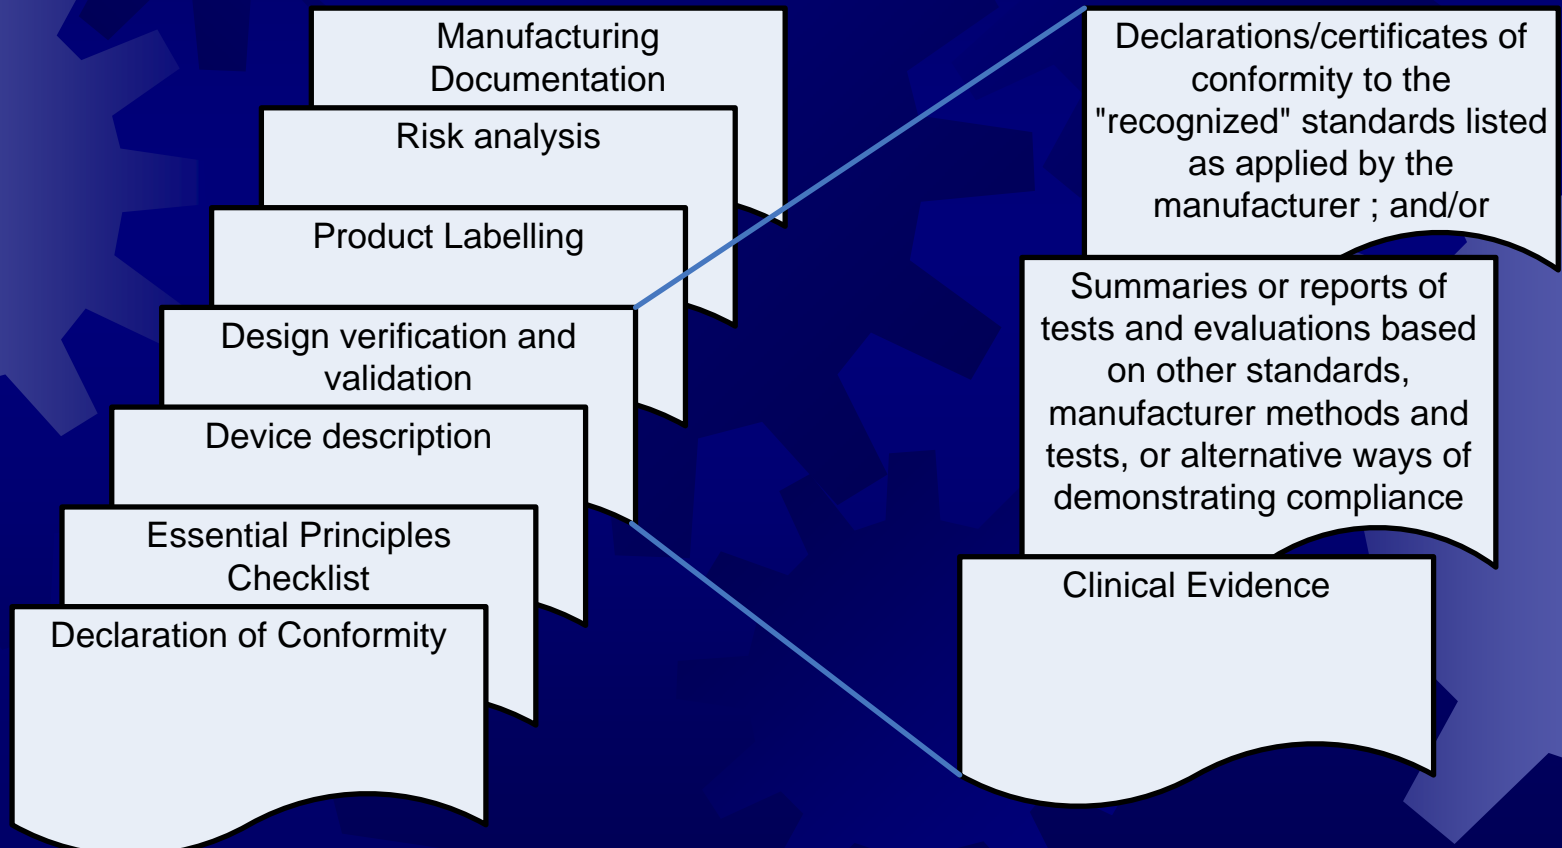 Manufacturing
Documentation
Risk analysis
Product Labelling
Design verification and
validation
Device description
Essential Principles
Checklist
Declaration of Conformity
Declarations/certificates of
conformity to the
"recognized" standards listed
as applied by the
manufacturer ; and/or
Summaries or reports of
tests and evaluations based
on other standards,
manufacturer methods and
tests, or alternative ways of
demonstrating compliance
Clinical Evidence